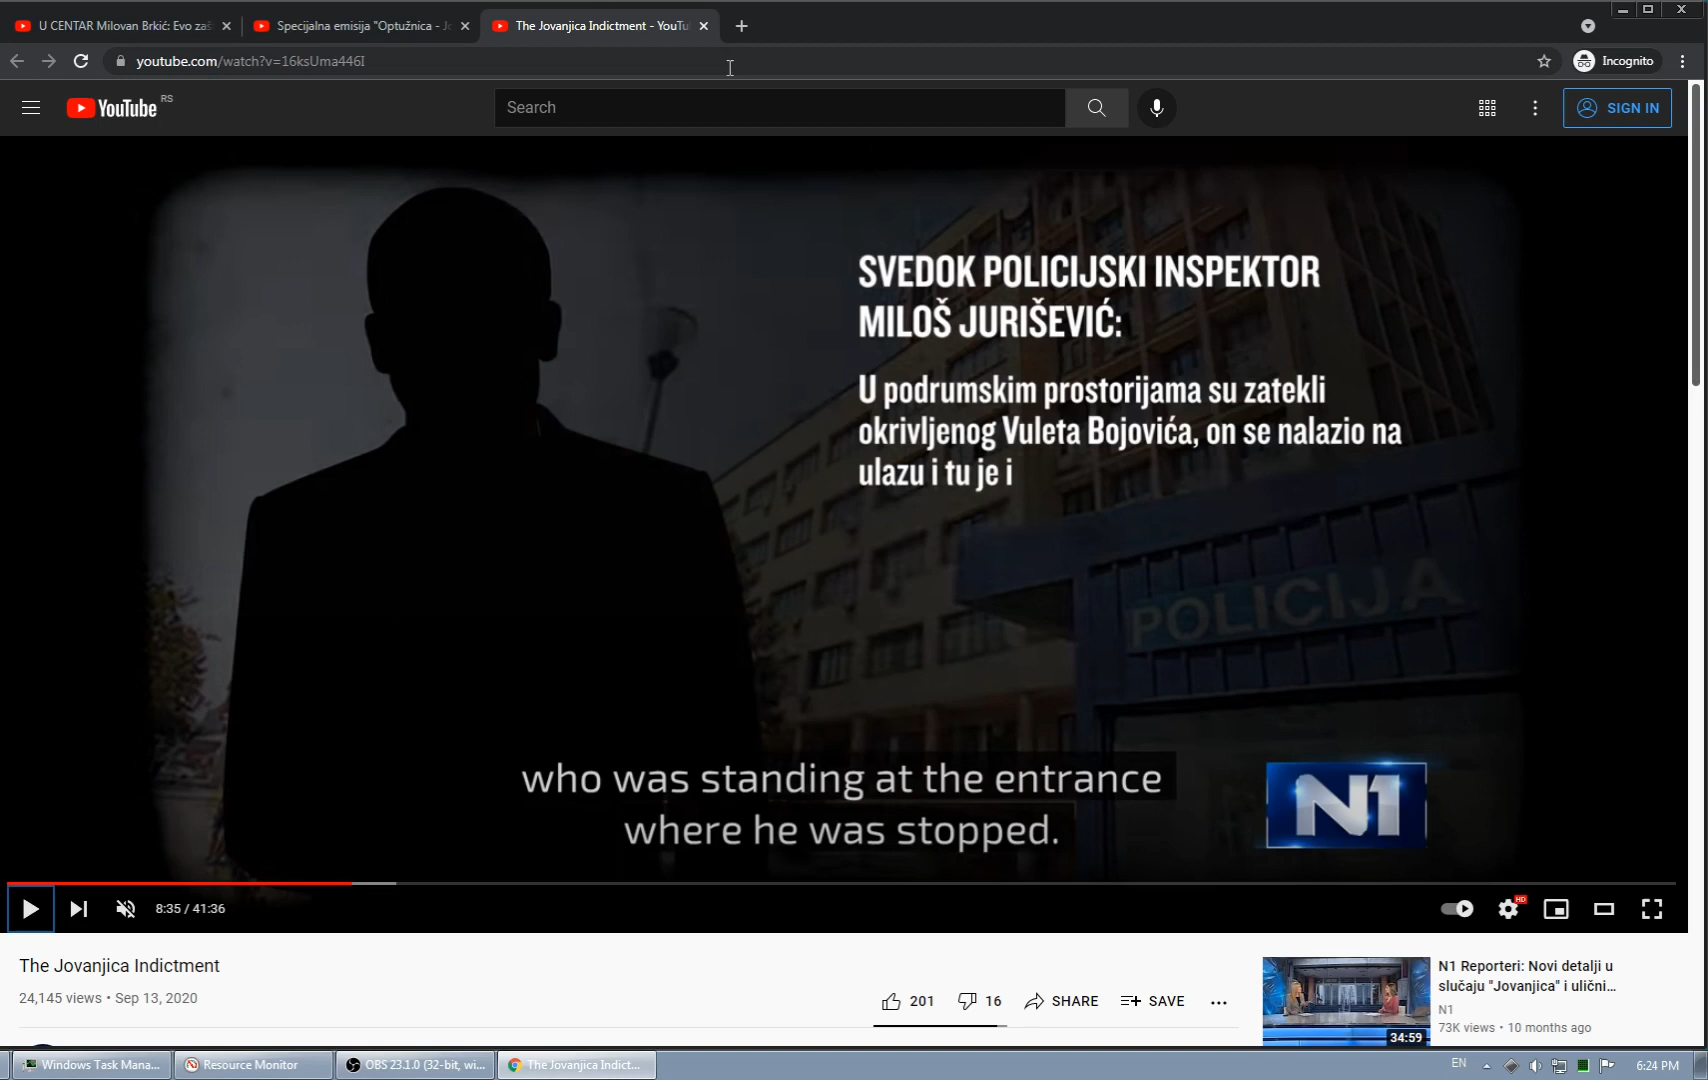 U CENTAR Milovan Brkić: Evo zaš
Specijalna emisija "Optužnica - Jo
The Jovanjica Indictment - YouTu
youtube.com/watch?v=16ksUma446I
Incognito
YouTube RS
Search
SIGN IN
SVEDOK POLICIJSKI INSPEKTOR
MILOŠ JURIŠEVIĆ:
U podrumskim prostorijama su zatekli
okrivljenog Vuleta Bojovića, on se nalazio na
ulazu i tu je i
POLICIJA
who was standing at the entrance
where he was stopped.
N1
8:35 / 41:36
HD
The Jovanjica Indictment
24,145 views • Sep 13, 2020
201
16
SHARE
SAVE
N1 Reporteri: Novi detalji u
slučaju "Jovanjica" i ulični...
N1
73K views • 10 months ago
34:59
Windows Task Mana...
Resource Monitor
OBS 23.1.0 (32-bit, wi...
The Jovanjica Indict...
EN
6:24 PM